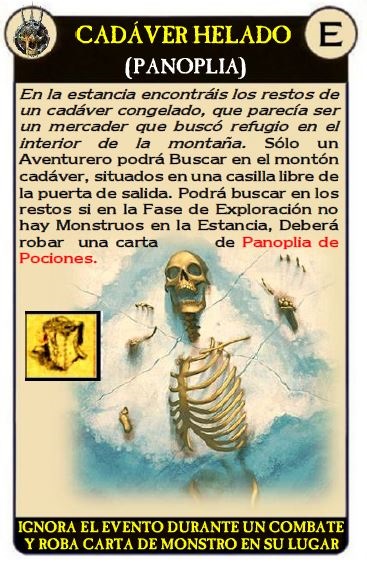 CADÁVER HELADO
E
(PANOPLIA)
En la estancia encontráis los restos de
un cadáver congelado, que parecía ser
un mercader que buscó refugio en el
interior de la montaña. Sólo un
Aventurero podrá Buscar en el montón
cadáver, situados en una casilla libre de
la puerta de salida. Podrá buscar en los
restos si en la Fase de Exploración no
hay Monstruos en la Estancia, Deberá
robar una carta de Panoplia de
Pociones.
IGNORA EL EVENTO DURANTE UN COMBATE
Y ROBA CARTA DE MONSTRO EN SU LUGAR